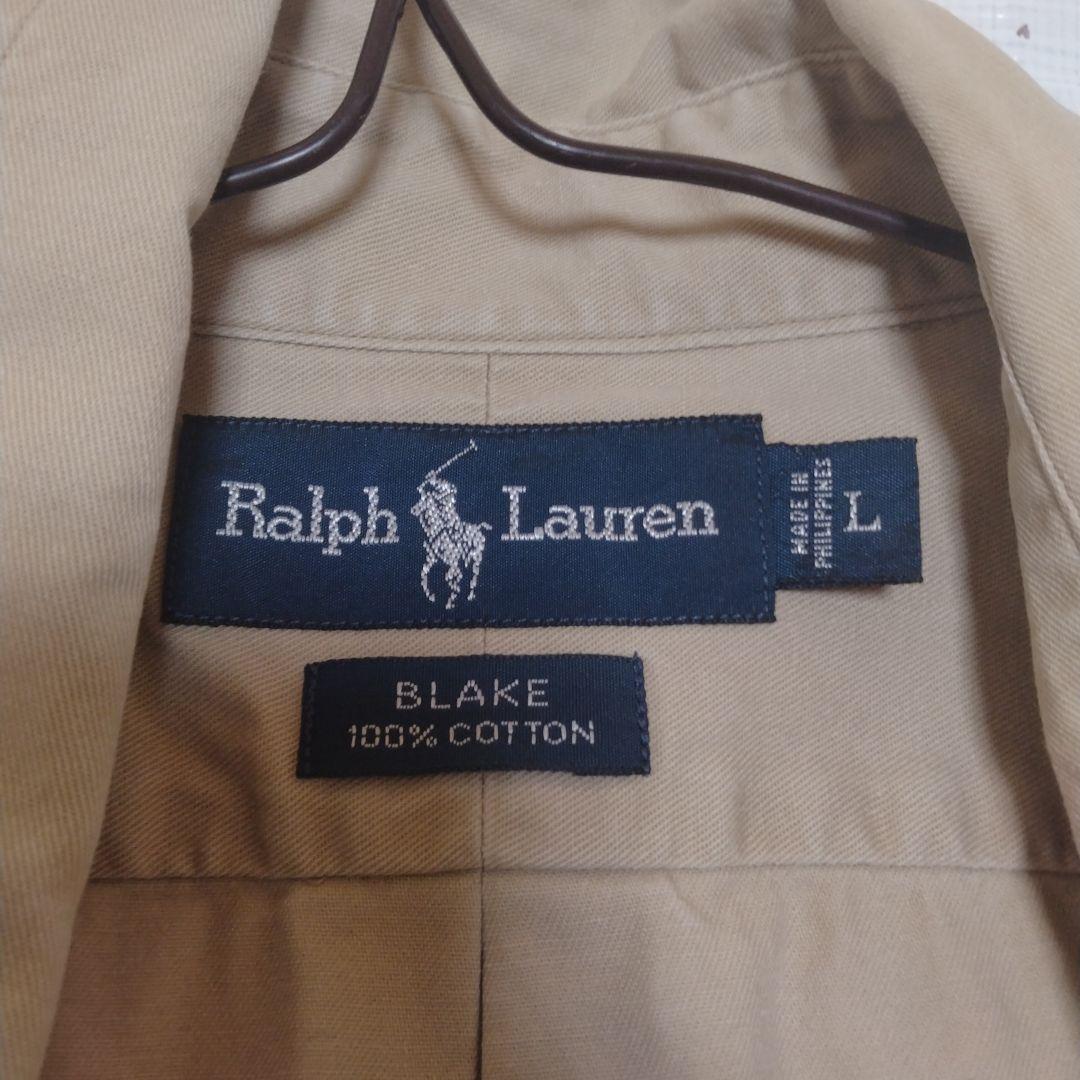 Ralph Lauren
MADE IN
PHILIPPINES
L
BLAKE
100% COTTON